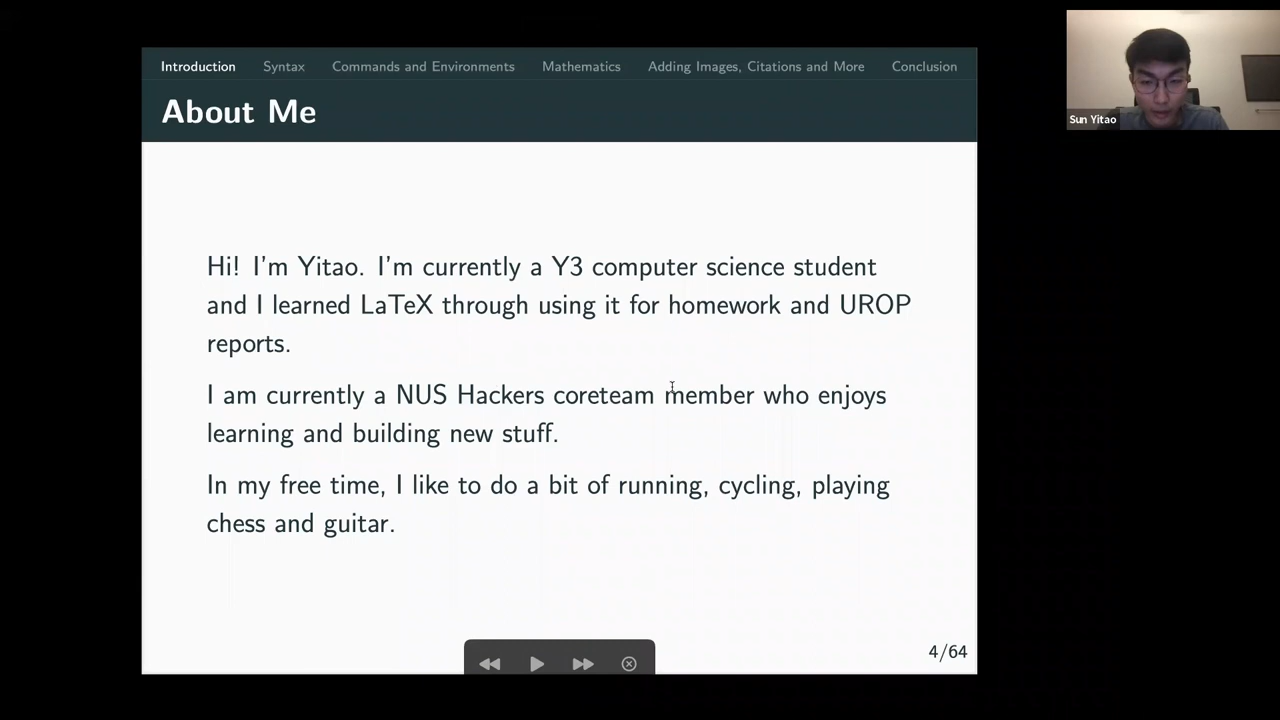 Introduction Syntax Commands and Environments Mathematics Adding Images, Citations and More Conclusion
About Me
Hi! I'm Yitao. I'm currently a Y3 computer science student
and I learned LaTeX through using it for homework and UROP
reports.
I am currently a NUS Hackers coreteam member who enjoys
learning and building new stuff.
In my free time, I like to do a bit of running, cycling, playing
chess and guitar.
4/64
Sun Yitao